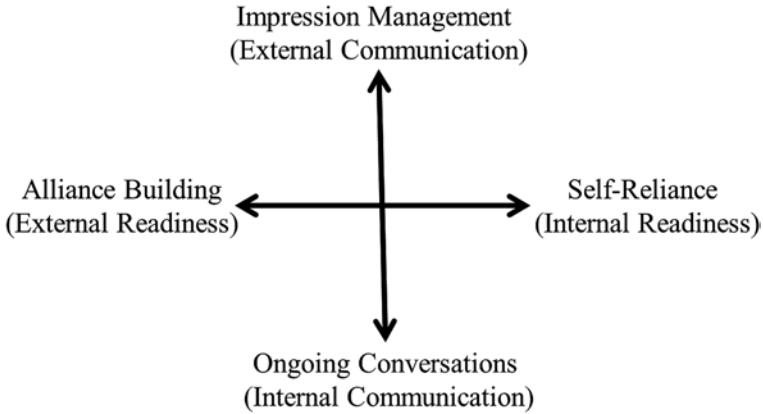 Impression Management
(External Communication)
Alliance Building
(External Readiness)
Self-Reliance
(Internal Readiness)
Ongoing Conversations
(Internal Communication)